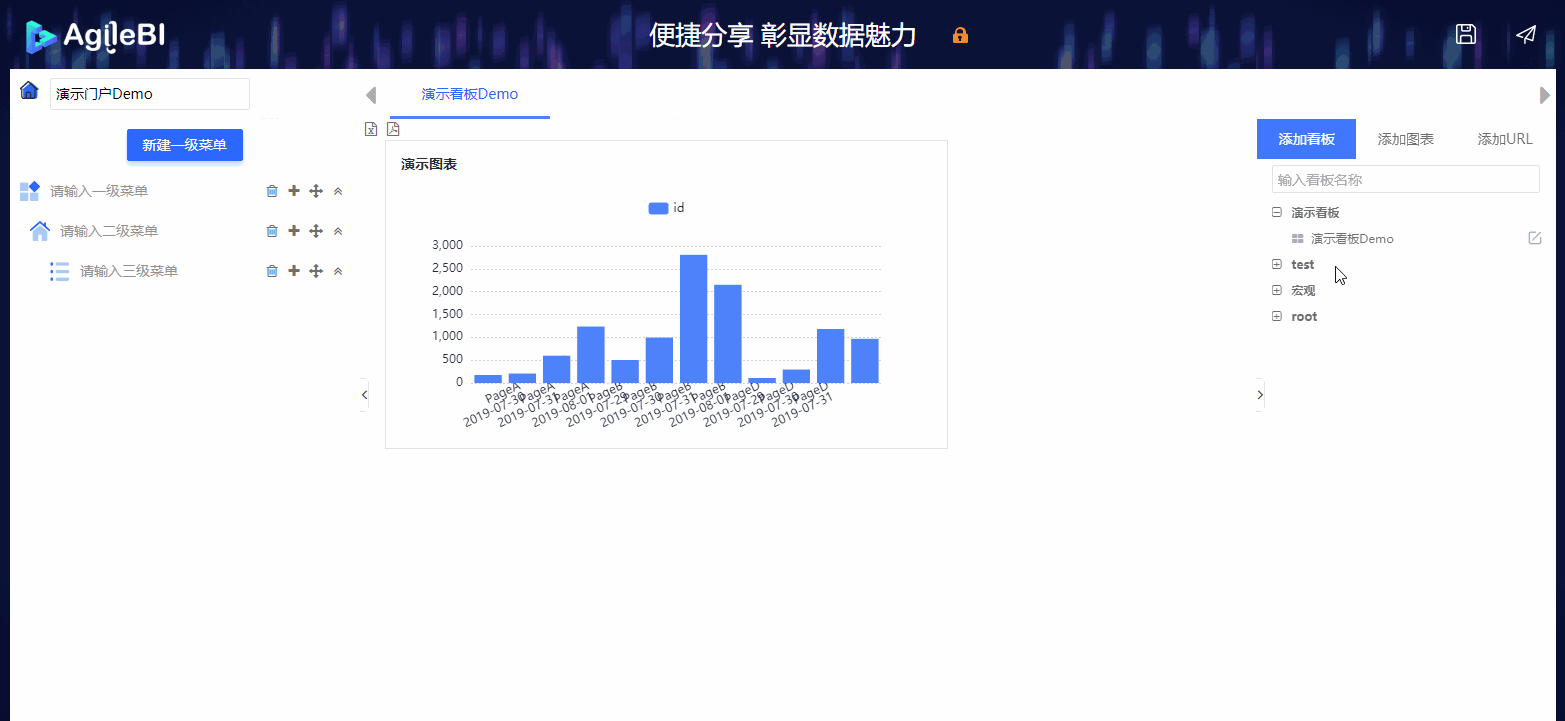 AgileBI
便捷分享 彰显数据魅力
演示门户Demo
新建一级菜单
请输入一级菜单
请输入二级菜单
请输入三级菜单
演示看板Demo
演示图表
id
3,000
2,500
2,000
1,500
1,000
500
0
PageA 2019-07-30
PageA 2019-07-31
PageA 2019-08-01
PageB 2019-07-29
PageB 2019-07-30
PageB 2019-07-31
PageB 2019-08-01
PageD 2019-07-29
PageD 2019-07-30
PageD 2019-07-31
添加看板
添加图表
添加URL
输入看板名称
演示看板
演示看板Demo
test
宏观
root